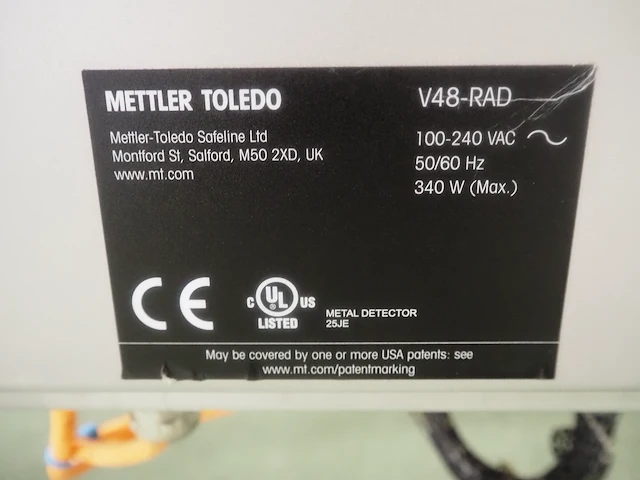 METTLER TOLEDO
Mettler-Toledo Safeline Ltd
Montford St, Salford, M50 2XD, UK
www.mt.com
V48-RAD
100-240 VAC
50/60 Hz
340 W (Max.)
CE
C UL US
LISTED
METAL DETECTOR
25JE
May be covered by one or more USA patents: see
www.mt.com/patentmarking